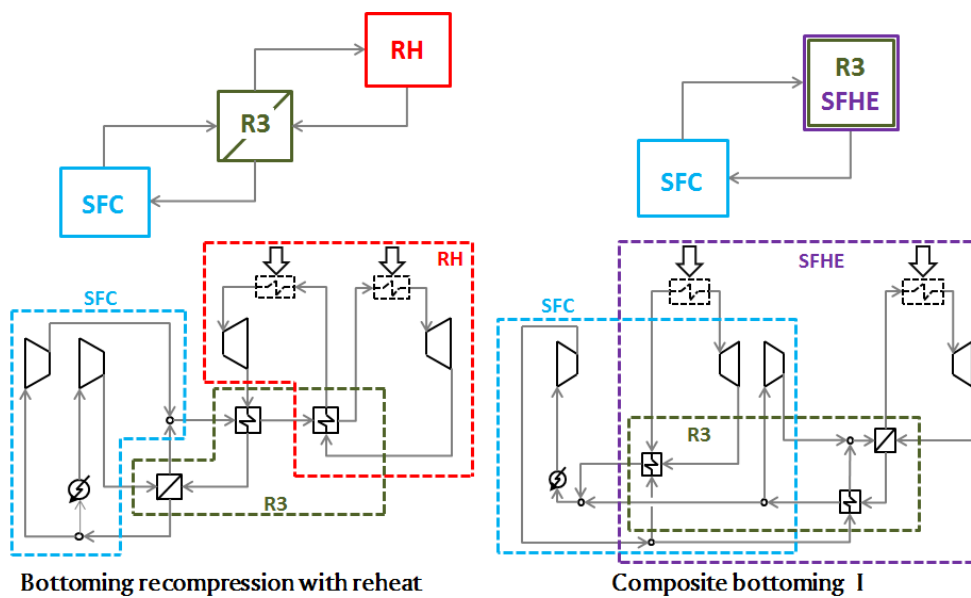 RH
R3
SFC
R3
SFHE
SFC
RH
SFC
R3
SFHE
SFC
R3
Bottoming recompression with reheat
Composite bottoming I